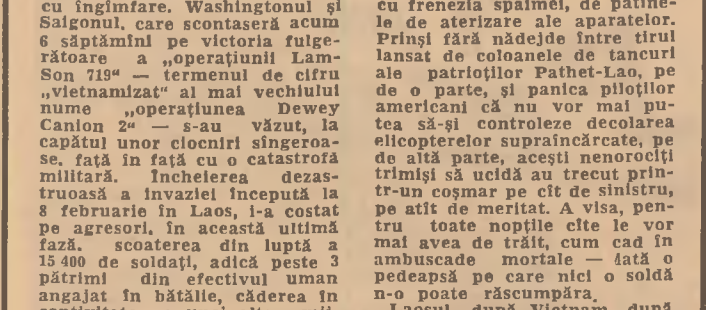 cu îngîmfare. Washingtonul și
Saigonul, care scontaseră acum
6 săptămîni pe victoria fulge-
rătoare a „operațiunii Lam-
Son 719“ — termenul de cifru
„vietnamizat“ al mai vechiului
nume „operațiunea Dewey
Canion 2“ — s-au văzut, la
capătul unor ciocniri sîngeroa-
se, față în față cu o catastrofă
militară. Încheierea dezas-
truoasă a invaziei începută la
8 februarie în Laos, i-a costat
pe agresori, în această ultimă
fază, scoaterea din luptă a
15 400 de soldați, adică peste 3
pătrimi din efectivul uman
angajat în bătălie, căderea în
cu frenezia spaimei, de patine-
le de aterizare ale aparatelor.
Prinși fără nădejde între tirul
lansat de coloanele de tancuri
ale patrioților Pathet-Lao, pe
de o parte, și panica piloților
americani că nu vor mai pu-
tea să-și controleze decolarea
elicopterelor supraîncărcate, pe
de altă parte, acești nenorociți
trimiși să ucidă au trecut prin-
tr-un coșmar pe cît de sinistru,
pe atît de meritat. A visa, pen-
tru toate nopțile cîte le vor
mai avea de trăit, cum cad în
ambuscade mortale — iată o
pedeapsă pe care nici o soldă
n-o poate răscumpăra.
Laosul, după Vietnam, după